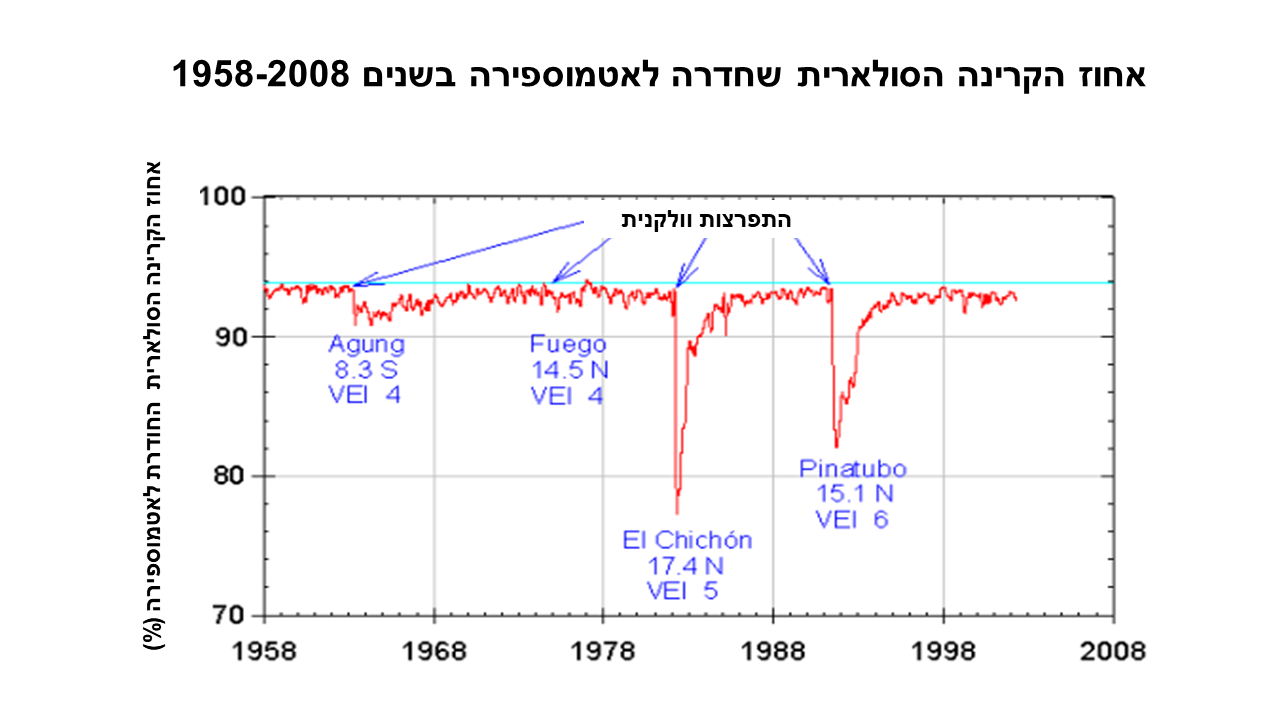 אחוז הקרינה הסולארית שחדרה לאטמוספירה בשנים 1958-2008
אחוז הקרינה הסולארית החודרת לאטמוספירה (%)
100
90
80
70
התפרצות וולקנית
Agung
8.3 S
VEI 4
Fuego
14.5 N
VEI 4
El Chichón
17.4 N
VEI 5
Pinatubo
15.1 N
VEI 6
1958 1968 1978 1988 1998 2008